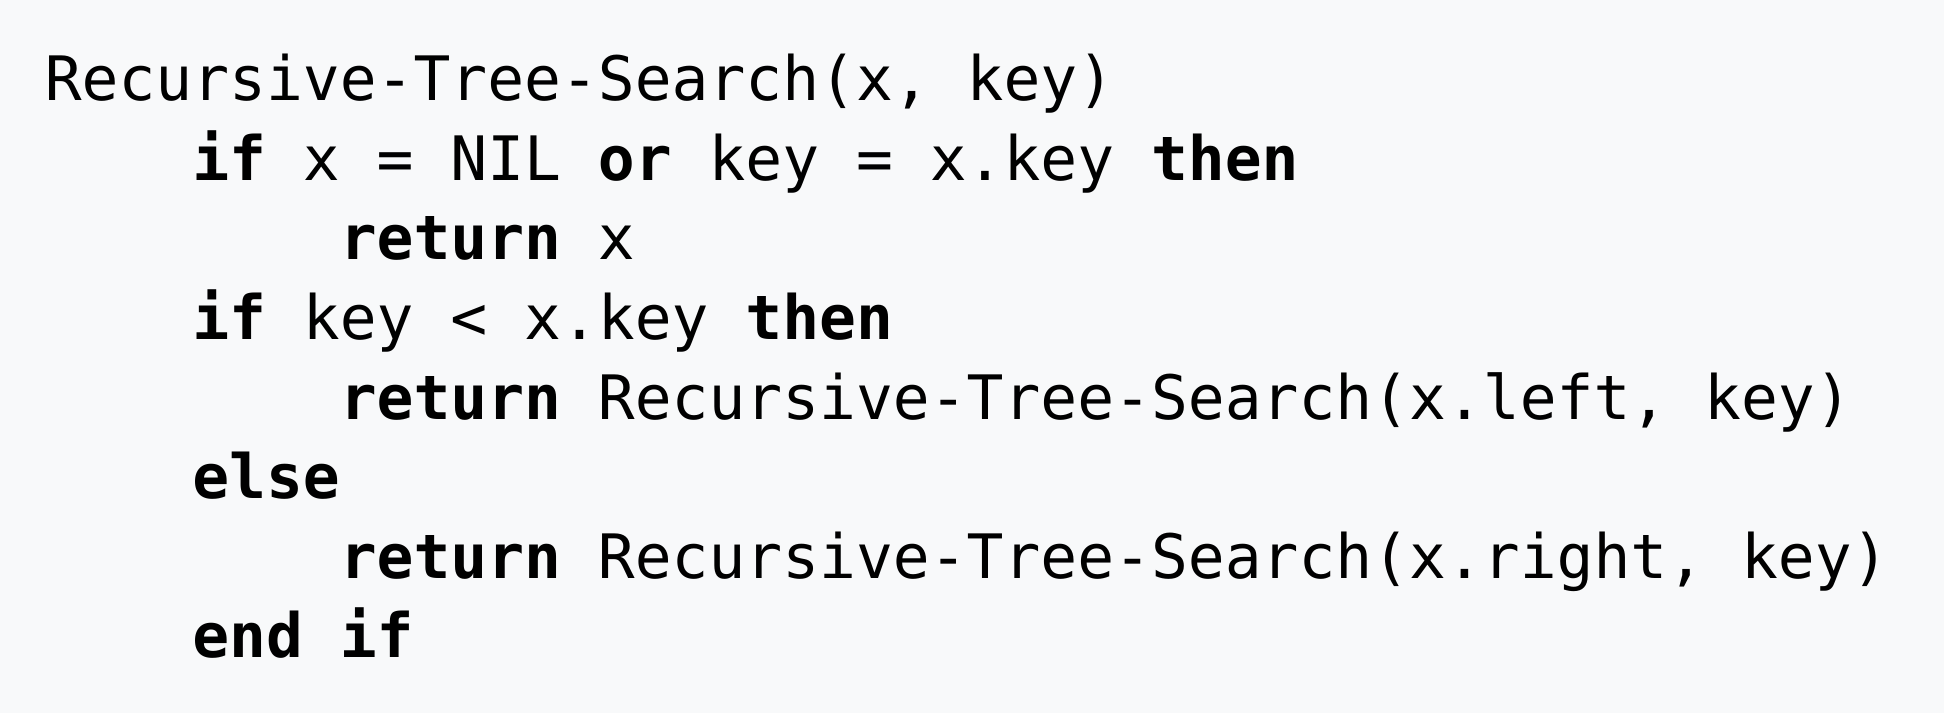 Recursive-Tree-Search(x, key)
    if x = NIL or key = x.key then
        return x
    if key < x.key then
        return Recursive-Tree-Search(x.left, key)
    else
        return Recursive-Tree-Search(x.right, key)
    end if